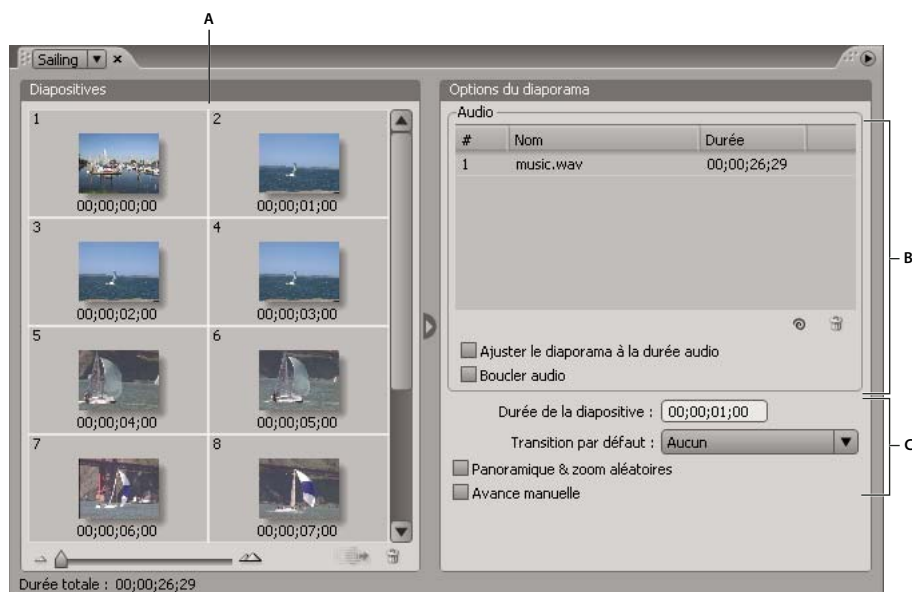 A
Sailing
Diapositives
1
2
00;00;00;00
00;00;01;00
3
4
00;00;02;00
00;00;03;00
5
6
00;00;04;00
00;00;05;00
7
8
00;00;06;00
00;00;07;00
Durée totale : 00;00;26;29
Options du diaporama
Audio
# Nom Durée
1 music.wav 00;00;26;29
B
Ajuster le diaporama à la durée audio
Boucler audio
Durée de la diapositive : 00;00;01;00
Transition par défaut : Aucun
C
Panoramique & zoom aléatoires
Avance manuelle